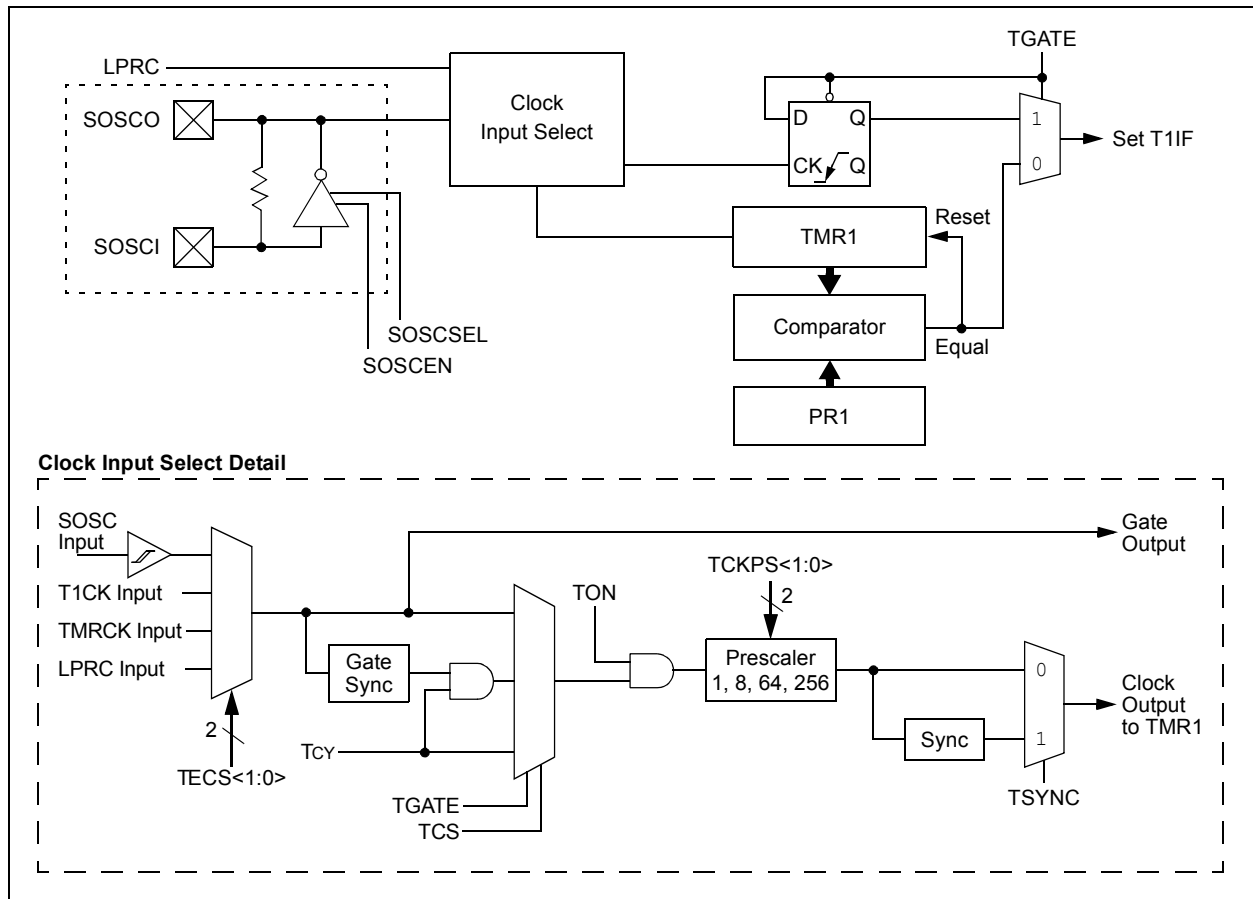 TGATE
LPRC
Clock
Input Select
SOSCO
D Q
CK Q
1
0
Set T1IF
SOSCI
TMR1
Reset
Comparator
Equal
SOSCSEL
SOSCEN
PR1
Clock Input Select Detail
SOSC
Input
Gate
Output
T1CK Input
TMRCK Input
LPRC Input
TCKPS<1:0>
2
TON
Gate
Sync
Prescaler
1, 8, 64, 256
0
Clock
Output
to TMR1
Sync
1
2
TCY
TECS<1:0>
TSYNC
TGATE
TCS